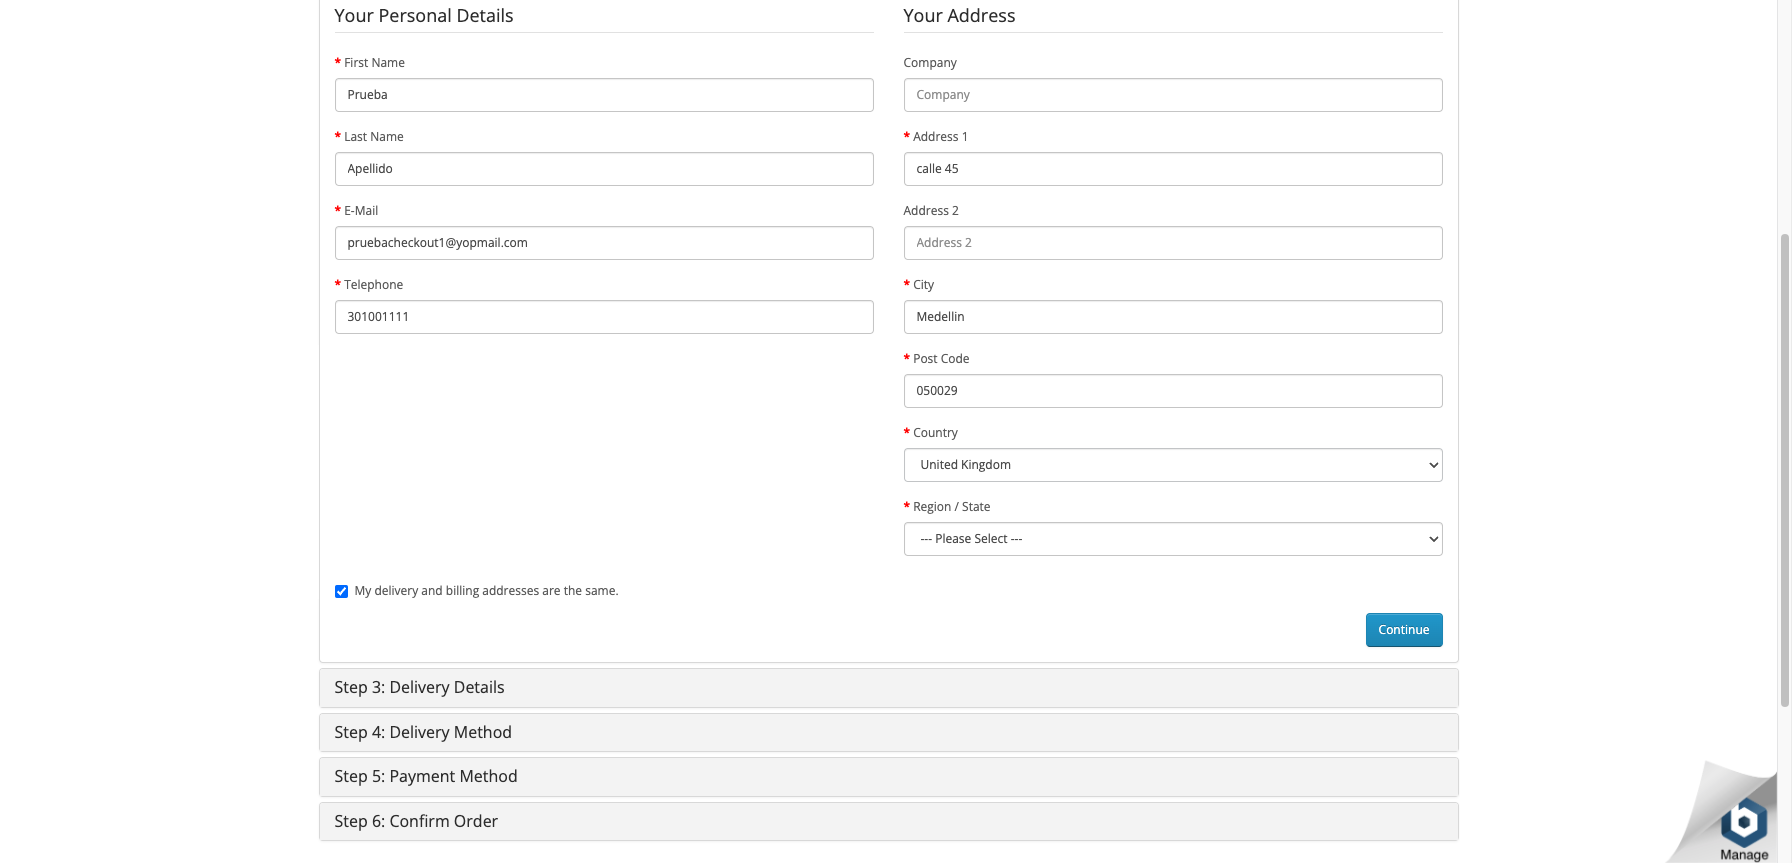 Your Personal Details
* First Name
Prueba
* Last Name
Apellido
* E-Mail
pruebacheckout1@yopmail.com
* Telephone
301001111
Your Address
Company
Company
* Address 1
calle 45
Address 2
Address 2
* City
Medellin
* Post Code
050029
* Country
United Kingdom
* Region / State
--- Please Select ---
My delivery and billing addresses are the same.
Continue
Step 3: Delivery Details
Step 4: Delivery Method
Step 5: Payment Method
Step 6: Confirm Order
Manage